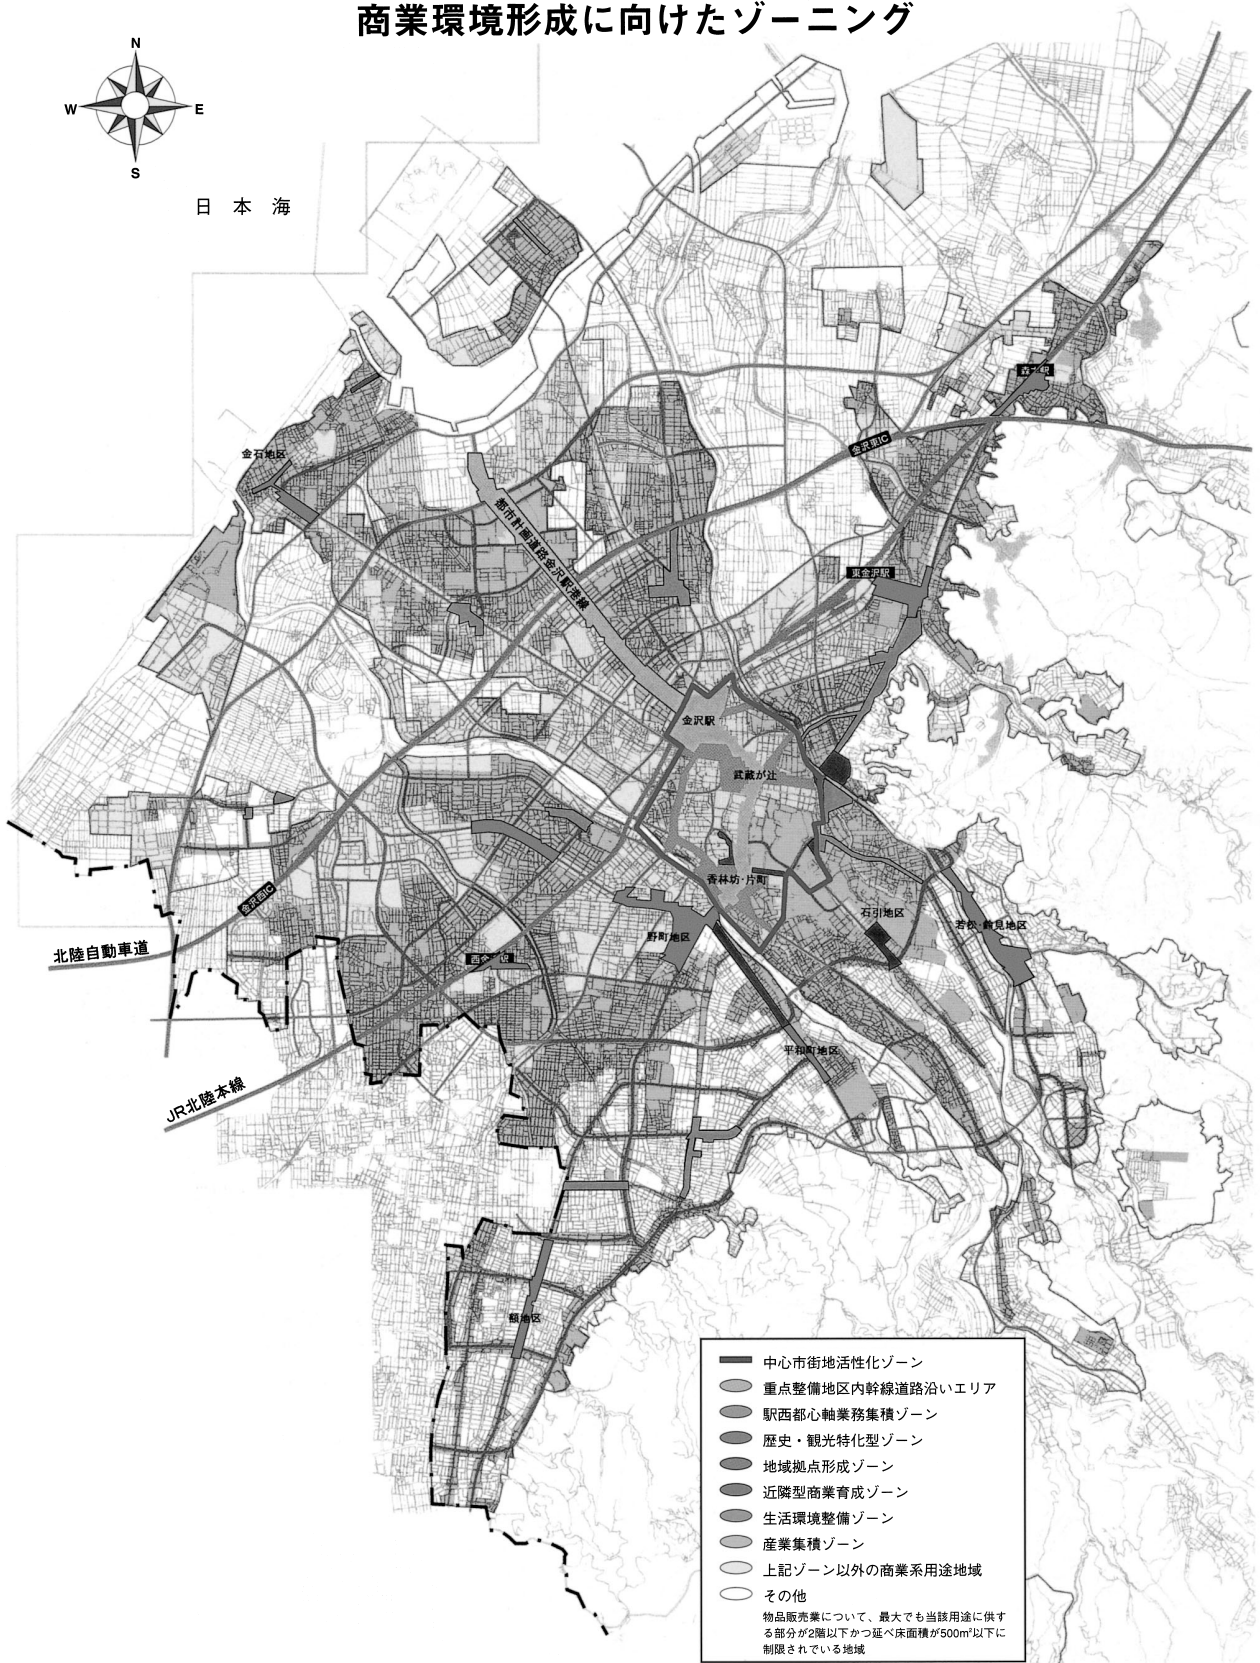 商業環境形成に向けたゾーニング
N
W E
S
日本海
森本駅
金沢東IC
金石地区
都市計画道路金沢駅港線
東金沢駅
金沢駅
武蔵が辻
香林坊・片町
金沢西IC
石引地区
若松・鈴見地区
野町地区
北陸自動車道
西金沢駅
平和町地区
JR北陸本線
額地区
中心市街地活性化ゾーン
重点整備地区内幹線道路沿いエリア
駅西都心軸業務集積ゾーン
歴史・観光特化型ゾーン
地域拠点形成ゾーン
近隣型商業育成ゾーン
生活環境整備ゾーン
産業集積ゾーン
上記ゾーン以外の商業系用途地域
その他
物品販売業について、最大でも当該用途に供す
る部分が2階以下かつ延べ床面積が500㎡以下に
制限されている地域